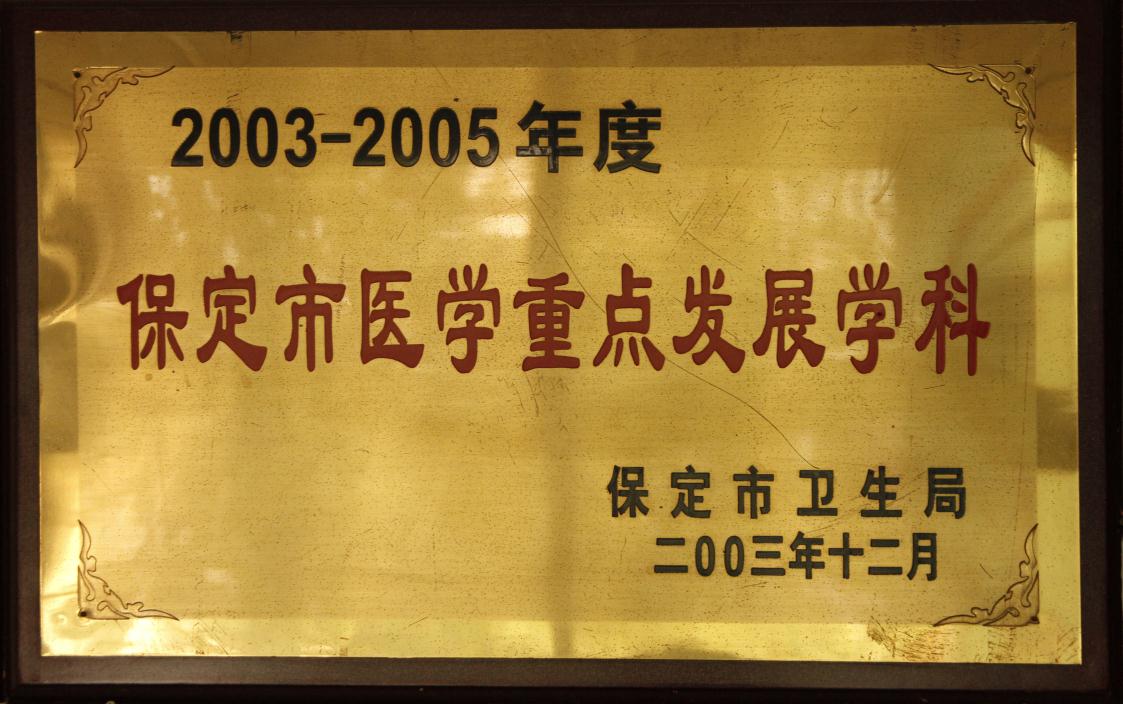 2003-2005年度
保定市医学重点发展学科
保定市卫生局
二00三年十二月